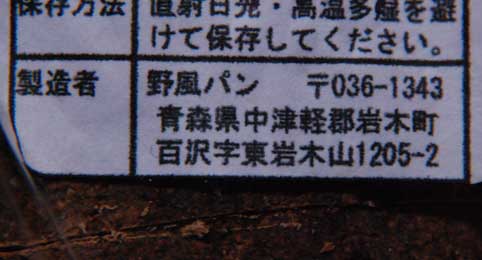 保存方法 直射日光・高温多湿を避
けて保存してください。
製造者 野風パン 〒036-1343
青森県中津軽郡岩木町
百沢字東岩木山1205-2